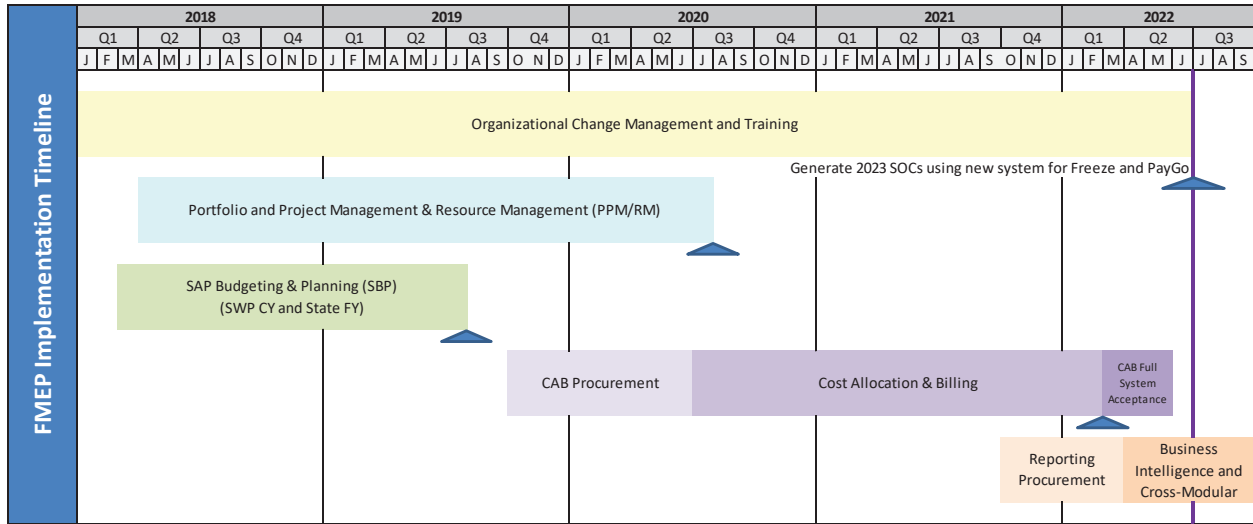 FMEP Implementation Timeline
2018 2019 2020 2021 2022
Q1 Q2 Q3 Q4 Q1 Q2 Q3 Q4 Q1 Q2 Q3 Q4 Q1 Q2 Q3 Q4 Q1 Q2 Q3
J F M A M J J A S O N D J F M A M J J A S O N D J F M A M J J A S O N D J F M A M J J A S O N D J F M A M J J A S
Organizational Change Management and Training
Generate 2023 SOCs using new system for Freeze and PayGo
Portfolio and Project Management & Resource Management (PPM/RM)
SAP Budgeting & Planning (SBP)
(SWP CY and State FY)
CAB Procurement
Cost Allocation & Billing
CAB Full
System
Acceptance
Reporting
Procurement
Business
Intelligence and
Cross-Modular